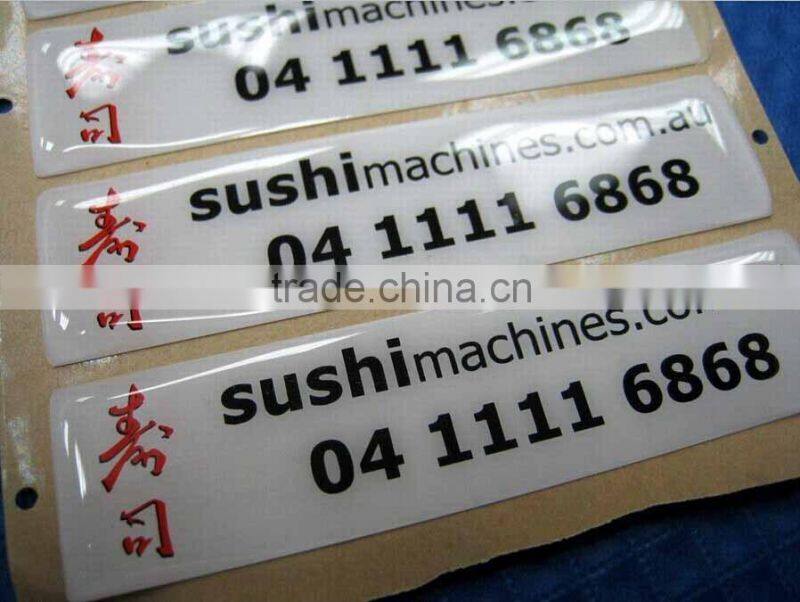 寿司
sushimachines
04 1111 6868
寿司
sushimachines.com.au
04 1111 6868
trade.china.cn
寿司
sushimachines.com
04 1111 6868